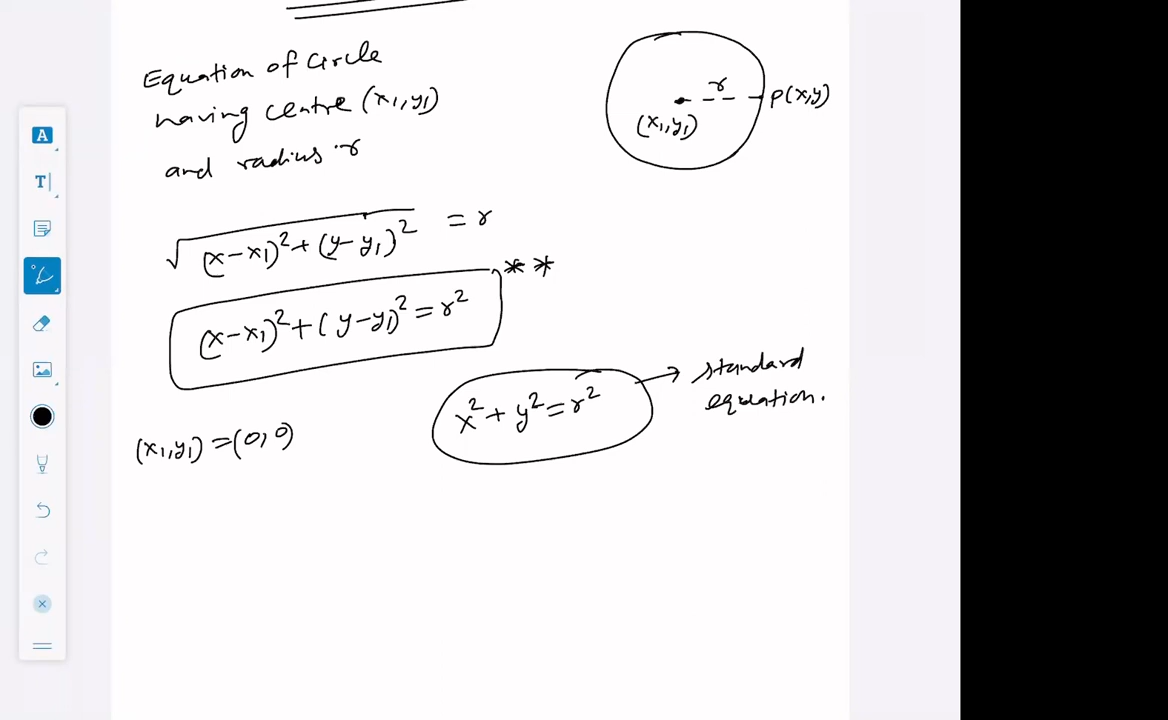 Equation of Circle
having centre (x₁,y₁)
and radius r
r
P(x,y)
(x₁,y₁)
√(x-x₁)²+(y-y₁)² = r
(x-x₁)²+(y-y₁)²=r² **
x²+y²=r² → standard
equation.
(x₁,y₁)=(0,0)
A
T